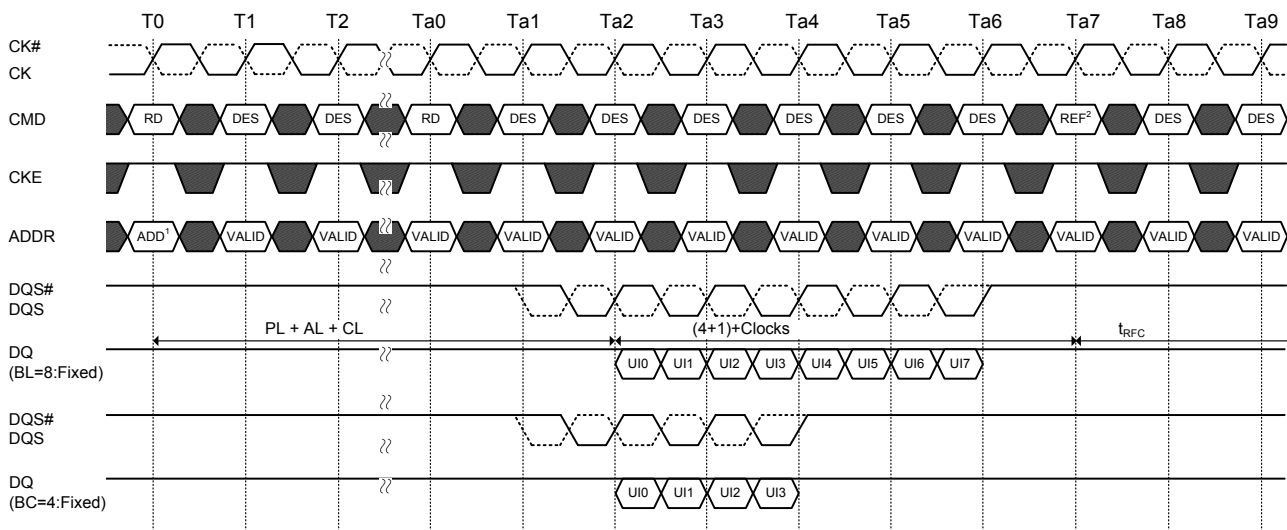 T0 T1 T2 Ta0 Ta1 Ta2 Ta3 Ta4 Ta5 Ta6 Ta7 Ta8 Ta9
CK#
CK
CMD RD DES DES RD DES DES DES DES DES DES REF² DES DES
CKE
ADDR ADD¹ VALID VALID VALID VALID VALID VALID VALID VALID VALID VALID VALID VALID
DQS#
DQS
PL + AL + CL (4+1)+Clocks tRFC
DQ
(BL=8:Fixed) UI0 UI1 UI2 UI3 UI4 UI5 UI6 UI7
DQS#
DQS
DQ
(BC=4:Fixed) UI0 UI1 UI2 UI3